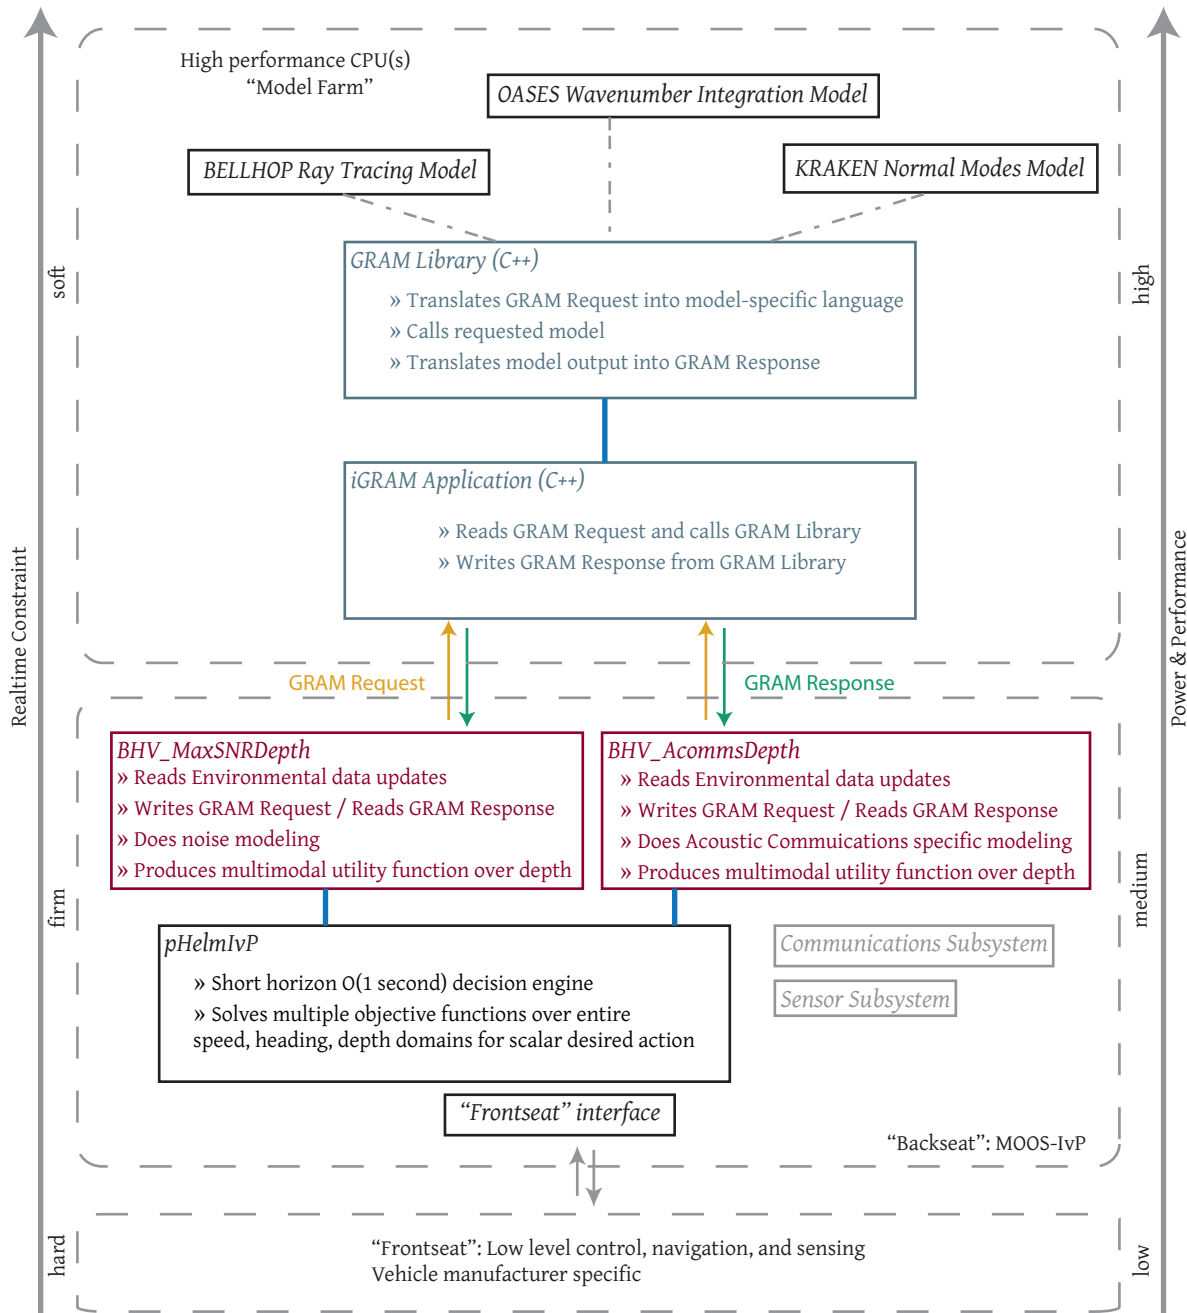 High performance CPU(s)
“Model Farm”
OASES Wavenumber Integration Model
BELLHOP Ray Tracing Model
KRAKEN Normal Modes Model
GRAM Library (C++)
» Translates GRAM Request into model-specific language
» Calls requested model
» Translates model output into GRAM Response
soft
high
iGRAM Application (C++)
» Reads GRAM Request and calls GRAM Library
» Writes GRAM Response from GRAM Library
Realtime Constraint
Power & Performance
GRAM Request
GRAM Response
BHV_MaxSNRDepth
» Reads Environmental data updates
» Writes GRAM Request / Reads GRAM Response
» Does noise modeling
» Produces multimodal utility function over depth
BHV_AcommsDepth
» Reads Environmental data updates
» Writes GRAM Request / Reads GRAM Response
» Does Acoustic Commuications specific modeling
» Produces multimodal utility function over depth
firm
medium
pHelmIvP
» Short horizon O(1 second) decision engine
» Solves multiple objective functions over entire
speed, heading, depth domains for scalar desired action
Communications Subsystem
Sensor Subsystem
“Frontseat” interface
“Backseat”: MOOS-IvP
hard
low
“Frontseat”: Low level control, navigation, and sensing
Vehicle manufacturer specific